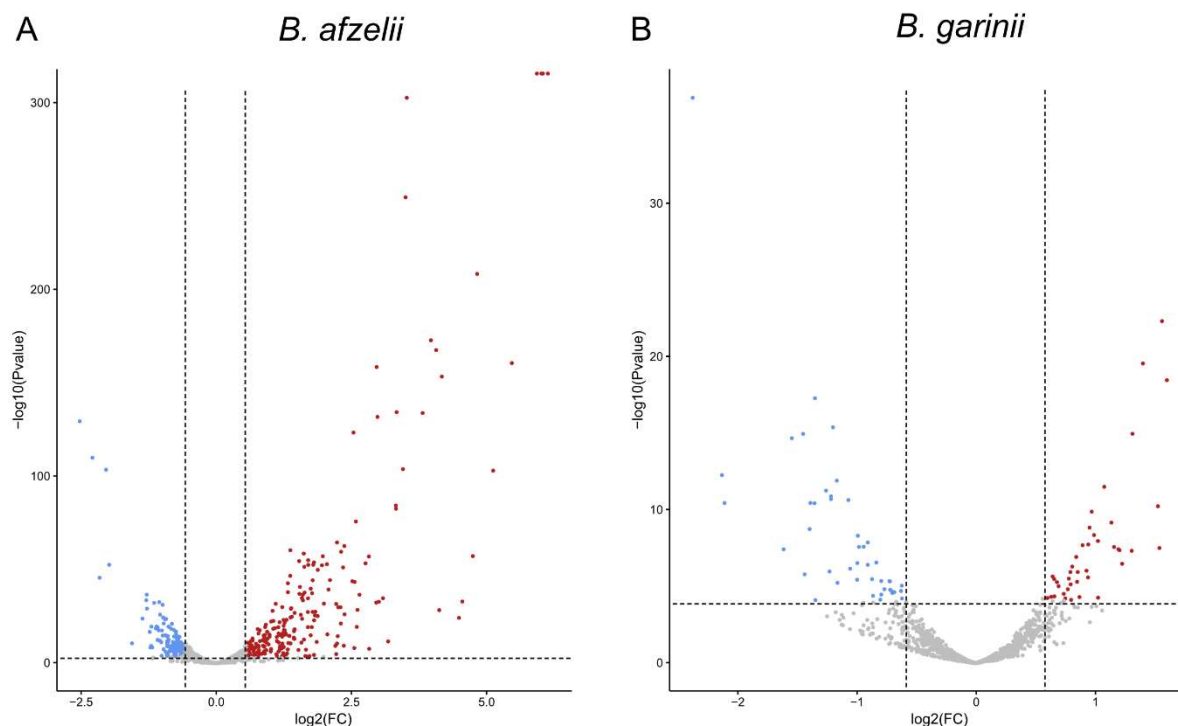 A
B. afzelii
300
200
100
0
−log10(Pvalue)
−2.5
0.0
2.5
5.0
log2(FC)
B
B. garinii
30
20
10
0
−log10(Pvalue)
−2
−1
0
1
log2(FC)